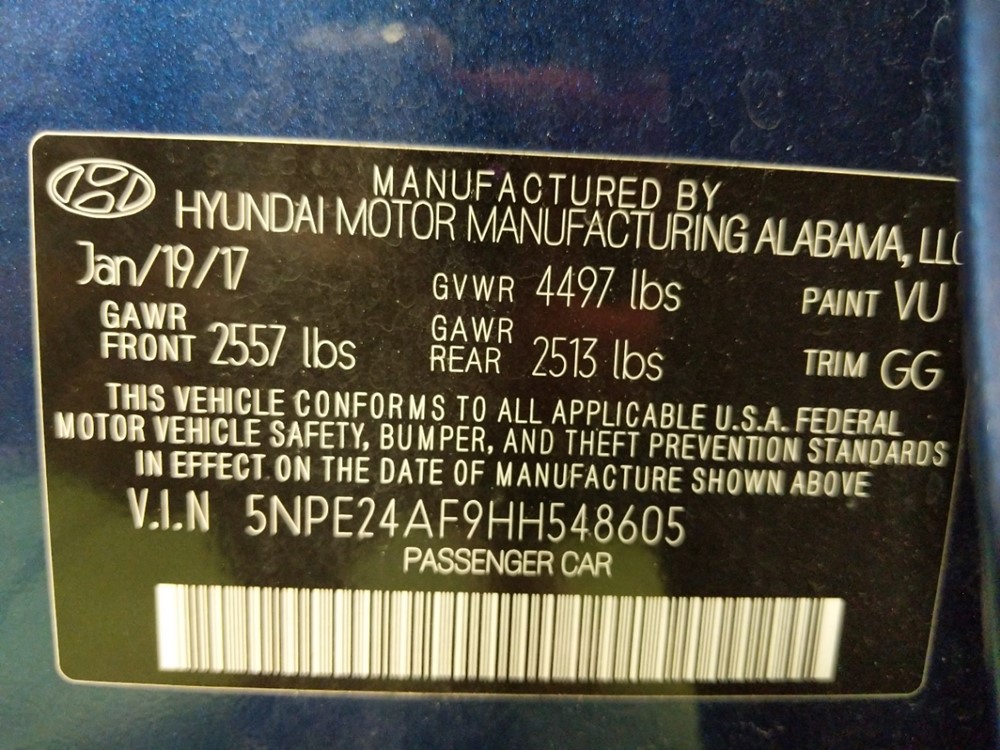 MANUFACTURED BY
HYUNDAI MOTOR MANUFACTURING ALABAMA, LLC
Jan/19/17 GVWR 4497 lbs PAINT VU
GAWR FRONT 2557 lbs GAWR REAR 2513 lbs TRIM GG
THIS VEHICLE CONFORMS TO ALL APPLICABLE U.S.A. FEDERAL
MOTOR VEHICLE SAFETY, BUMPER, AND THEFT PREVENTION STANDARDS
IN EFFECT ON THE DATE OF MANUFACTURE SHOWN ABOVE
V.I.N 5NPE24AF9HH548605
PASSENGER CAR